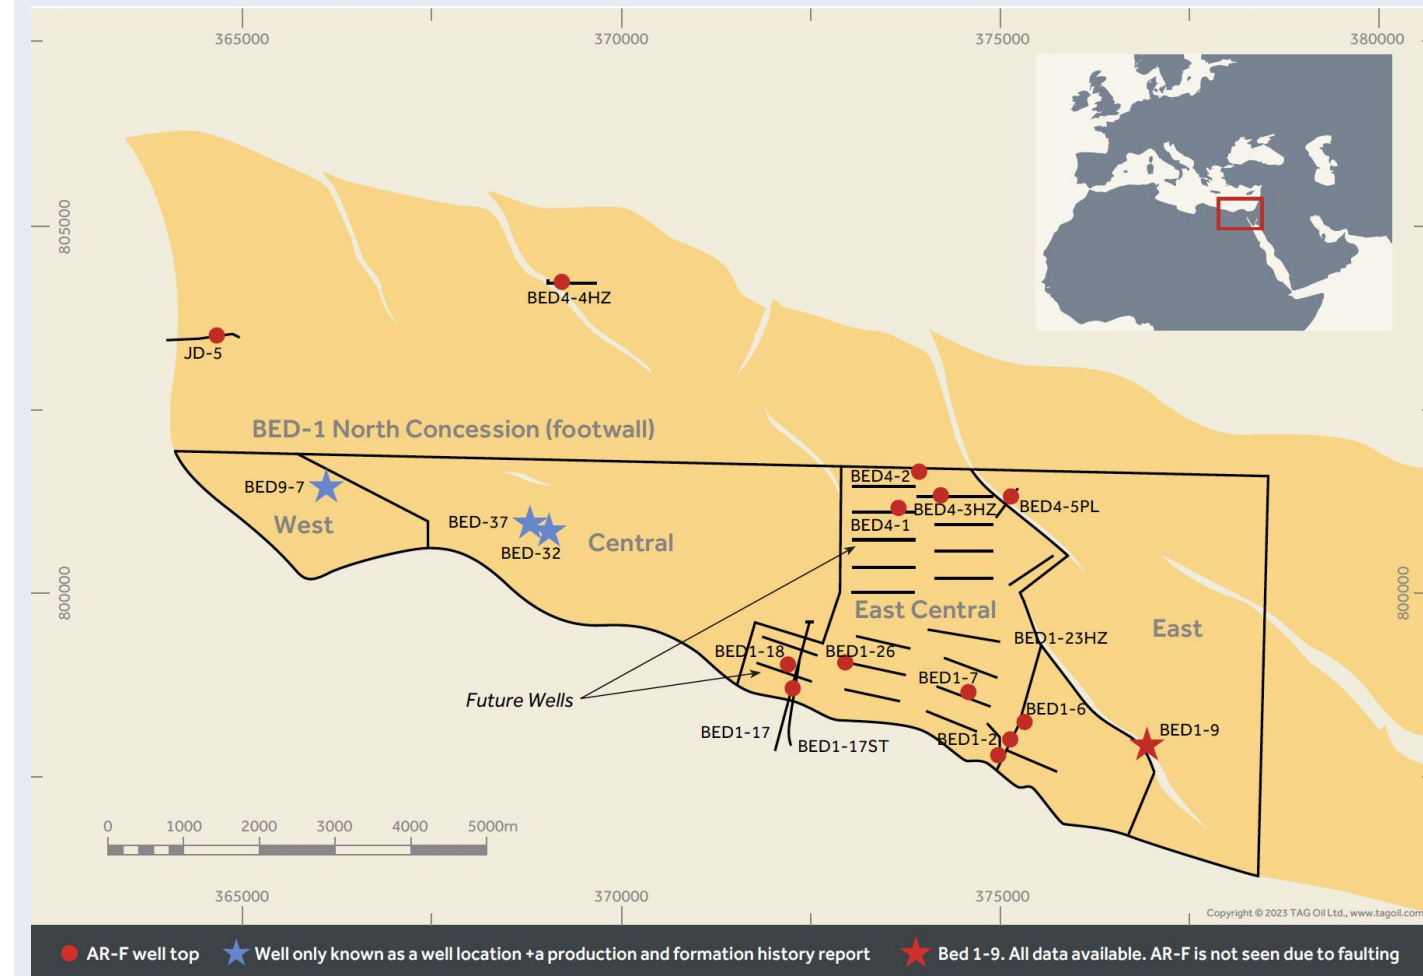 365000
370000
375000
380000
805000
BED4-4HZ
JD-5
BED-1 North Concession (footwall)
BED4-2
BED9-7
BED4-3HZ
BED4-5PL
West
BED-37
BED4-1
BED-32
Central
800000
800000
East Central
East
BED1-23HZ
BED1-18
BED1-26
BED1-7
Future Wells
BED1-6
BED1-17
BED1-2
BED1-9
BED1-17ST
0 1000 2000 3000 4000 5000m
365000
370000
375000
Copyright © 2023 TAG Oil Ltd., www.tagoil.com
AR-F well top
Well only known as a well location +a production and formation history report
Bed 1-9. All data available. AR-F is not seen due to faulting